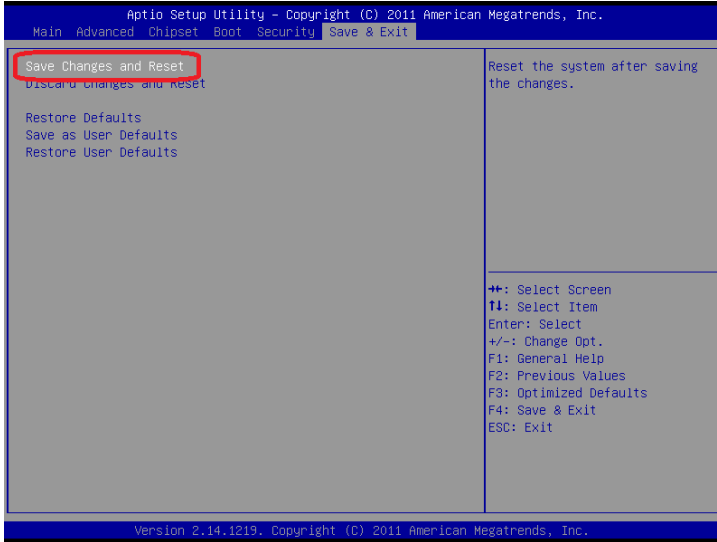 Aptio Setup Utility – Copyright (C) 2011 American Megatrends, Inc.
Main Advanced Chipset Boot Security Save & Exit
Save Changes and Reset
Discard Changes and Reset
Restore Defaults
Save as User Defaults
Restore User Defaults
Reset the system after saving
the changes.
→←: Select Screen
↑↓: Select Item
Enter: Select
+/-: Change Opt.
F1: General Help
F2: Previous Values
F3: Optimized Defaults
F4: Save & Exit
ESC: Exit
Version 2.14.1219. Copyright (C) 2011 American Megatrends, Inc.